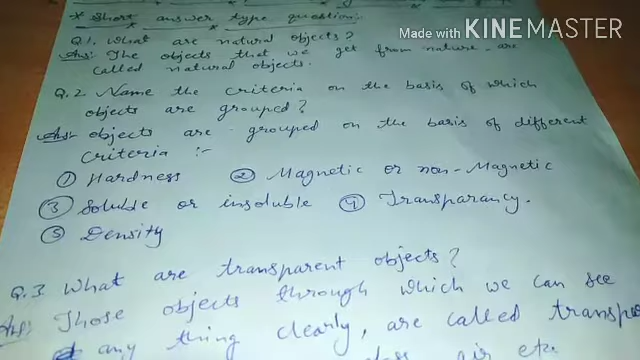 Made with KINEMASTER
* Short answer type question:-
Q.1. What are natural objects?
Ans:- The objects that we get from nature are
called natural objects.
Q.2 Name the criteria on the basis of which
objects are grouped?
Ans:- objects are grouped on the basis of different
criteria :-
① Hardness ② Magnetic or non-Magnetic
③ Soluble or insoluble ④ Transparancy.
⑤ Density
Q.3. What are transparent objects?
Ans:- Those objects through which we can see
any thing clearly, are called transpa
air etc.